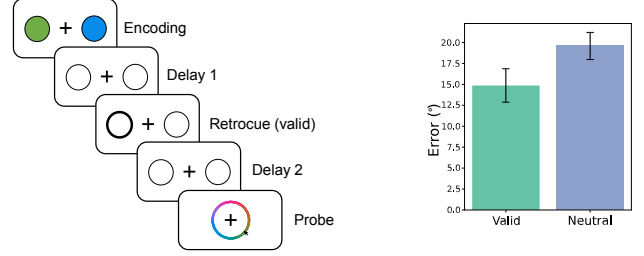 Encoding
Delay 1
Retrocue (valid)
Delay 2
Probe
Error (°)
20.0
17.5
15.0
12.5
10.0
7.5
5.0
2.5
0.0
Valid
Neutral